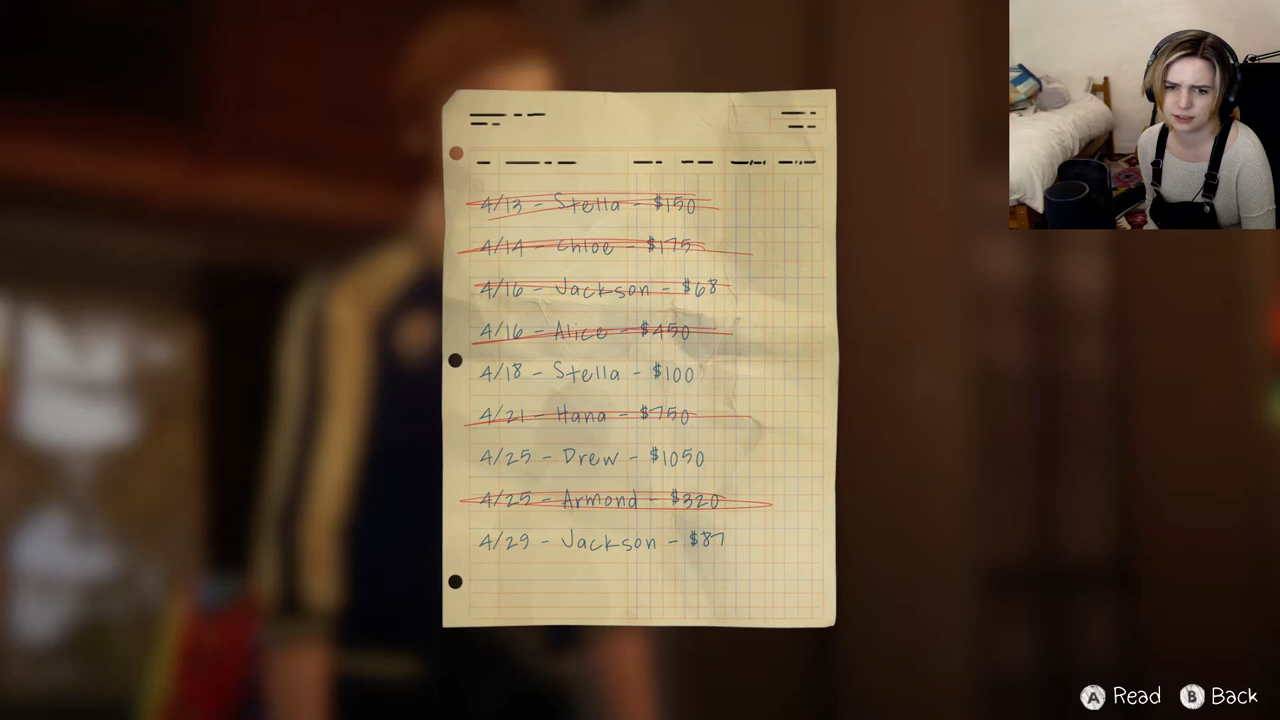 4/13 - Stella - $150
4/14 - Chloe - $175
4/16 - Jackson - $68
4/16 - Alice - $450
4/18 - Stella - $100
4/21 - Hana - $750
4/25 - Drew - $1050
4/25 - Armond - $320
4/29 - Jackson - $87
A Read B Back